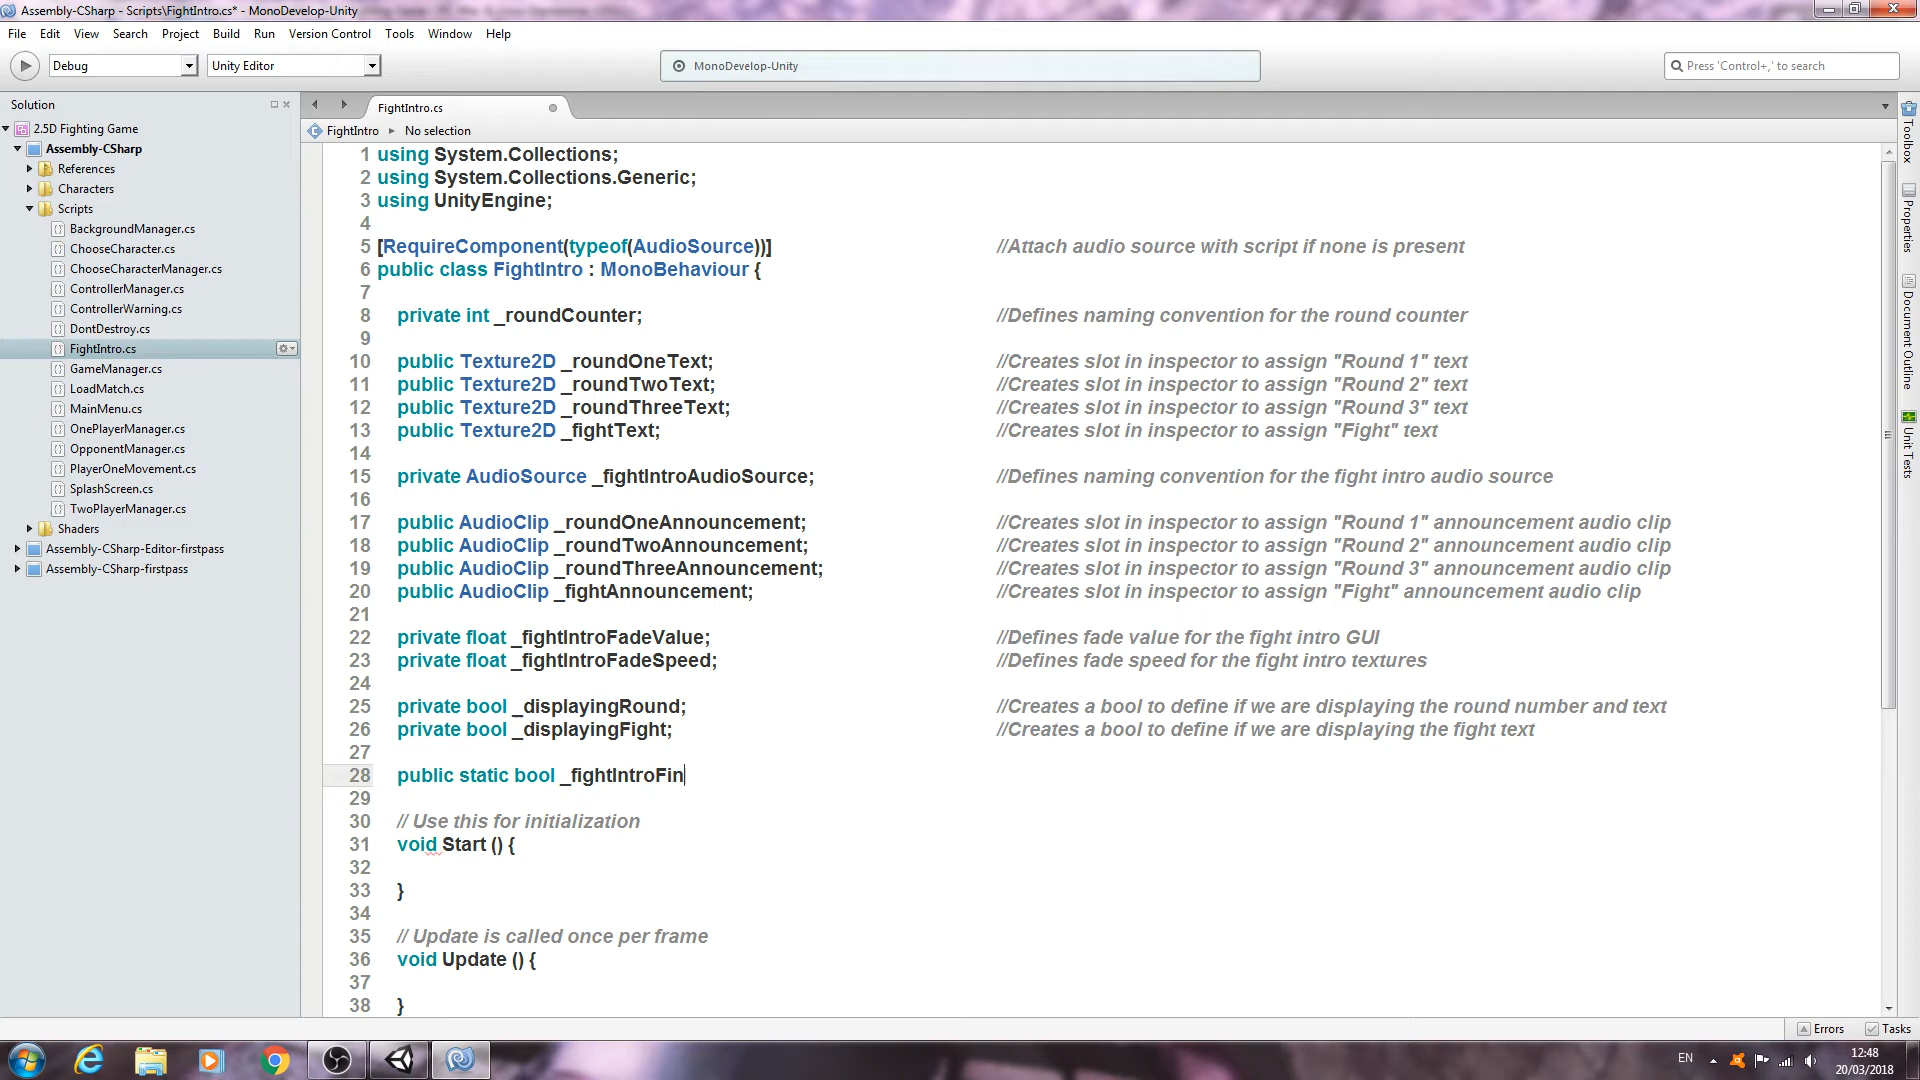 Assembly-CSharp - Scripts\FightIntro.cs* - MonoDevelop-Unity
File Edit View Search Project Build Run Version Control Tools Window Help
Debug Unity Editor MonoDevelop-Unity Press 'Control+,' to search
Solution
2.5D Fighting Game
Assembly-CSharp
References
Characters
Scripts
BackgroundManager.cs
ChooseCharacter.cs
ChooseCharacterManager.cs
ControllerManager.cs
ControllerWarning.cs
DontDestroy.cs
FightIntro.cs
GameManager.cs
LoadMatch.cs
MainMenu.cs
OnePlayerManager.cs
OpponentManager.cs
PlayerOneMovement.cs
SplashScreen.cs
TwoPlayerManager.cs
Shaders
Assembly-CSharp-Editor-firstpass
Assembly-CSharp-firstpass
FightIntro.cs
FightIntro No selection
1 using System.Collections;
2 using System.Collections.Generic;
3 using UnityEngine;
4
5 [RequireComponent(typeof(AudioSource))] //Attach audio source with script if none is present
6 public class FightIntro : MonoBehaviour {
7
8 private int _roundCounter; //Defines naming convention for the round counter
9
10 public Texture2D _roundOneText; //Creates slot in inspector to assign "Round 1" text
11 public Texture2D _roundTwoText; //Creates slot in inspector to assign "Round 2" text
12 public Texture2D _roundThreeText; //Creates slot in inspector to assign "Round 3" text
13 public Texture2D _fightText; //Creates slot in inspector to assign "Fight" text
14
15 private AudioSource _fightIntroAudioSource; //Defines naming convention for the fight intro audio source
16
17 public AudioClip _roundOneAnnouncement; //Creates slot in inspector to assign "Round 1" announcement audio clip
18 public AudioClip _roundTwoAnnouncement; //Creates slot in inspector to assign "Round 2" announcement audio clip
19 public AudioClip _roundThreeAnnouncement; //Creates slot in inspector to assign "Round 3" announcement audio clip
20 public AudioClip _fightAnnouncement; //Creates slot in inspector to assign "Fight" announcement audio clip
21
22 private float _fightIntroFadeValue; //Defines fade value for the fight intro GUI
23 private float _fightIntroFadeSpeed; //Defines fade speed for the fight intro textures
24
25 private bool _displayingRound; //Creates a bool to define if we are displaying the round number and text
26 private bool _displayingFight; //Creates a bool to define if we are displaying the fight text
27
28 public static bool _fightIntroFin
29
30 // Use this for initialization
31 void Start () {
32
33 }
34
35 // Update is called once per frame
36 void Update () {
37
38 }
Toolbox
Properties
Document Outline
Unit Tests
Errors Tasks
EN
12:48
20/03/2018